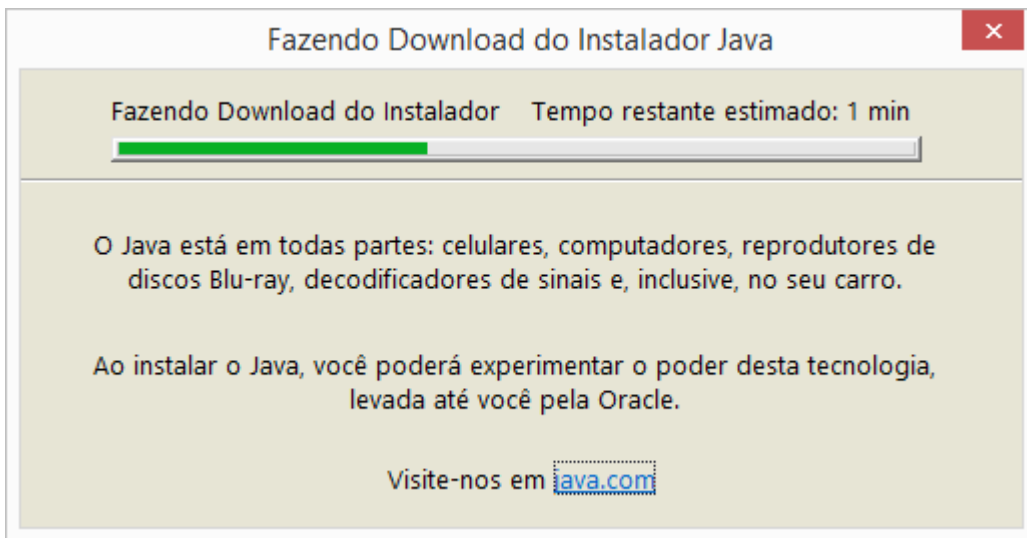 Fazendo Download do Instalador Java
Fazendo Download do Instalador Tempo restante estimado: 1 min
O Java está em todas partes: celulares, computadores, reprodutores de
discos Blu-ray, decodificadores de sinais e, inclusive, no seu carro.
Ao instalar o Java, você poderá experimentar o poder desta tecnologia,
levada até você pela Oracle.
Visite-nos em java.com